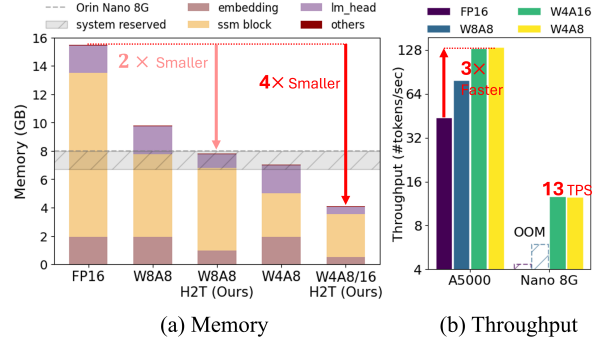 Orin Nano 8G
system reserved
embedding
ssm block
lm_head
others
Memory (GB)
16
14
12
10
8
6
4
2
0
2× Smaller
4× Smaller
FP16
W8A8
W8A8
H2T (Ours)
W4A8
W4A8/16
H2T (Ours)
(a) Memory
FP16
W8A8
W4A16
W4A8
Throughput (#tokens/sec)
128
64
32
16
8
4
3×
Faster
OOM
13 TPS
A5000
Nano 8G
(b) Throughput